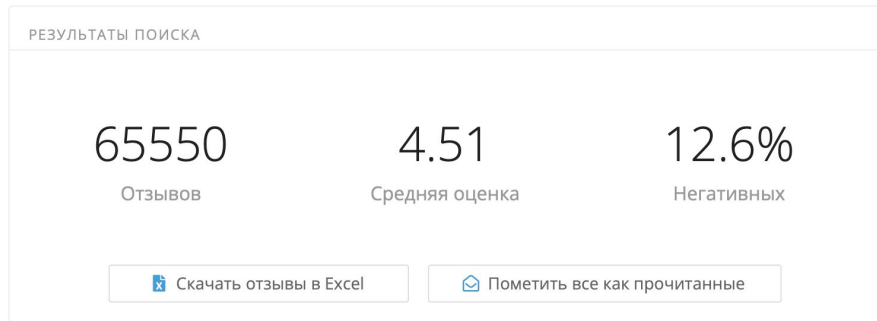 РЕЗУЛЬТАТЫ ПОИСКА
65550 4.51 12.6%
Отзывов Средняя оценка Негативных
Скачать отзывы в Excel Пометить все как прочитанные